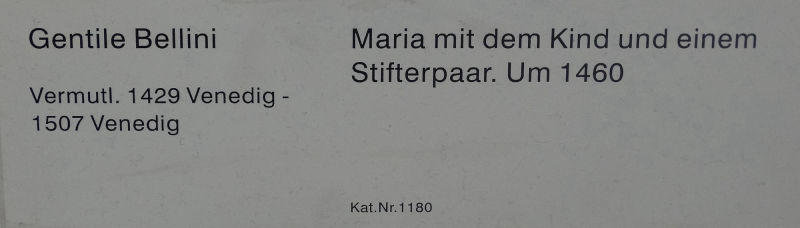 Gentile Bellini
Vermutl. 1429 Venedig -
1507 Venedig
Maria mit dem Kind und einem
Stifterpaar. Um 1460
Kat.Nr.1180